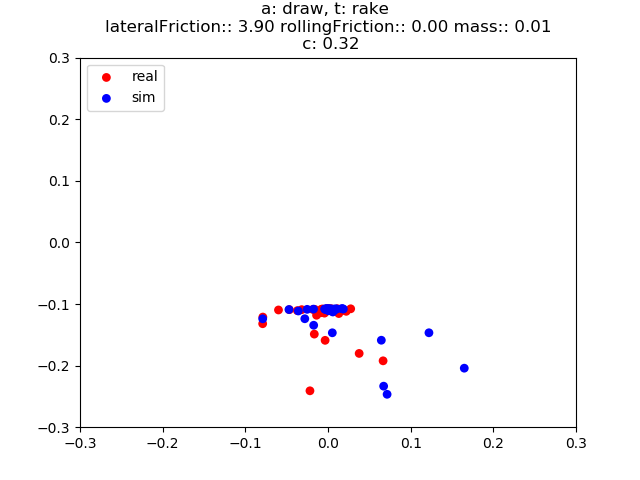 a: draw, t: rake
lateralFriction:: 3.90 rollingFriction:: 0.00 mass:: 0.01
c: 0.32
real
sim
0.3
0.2
0.1
0.0
−0.1
−0.2
−0.3
−0.3 −0.2 −0.1 0.0 0.1 0.2 0.3